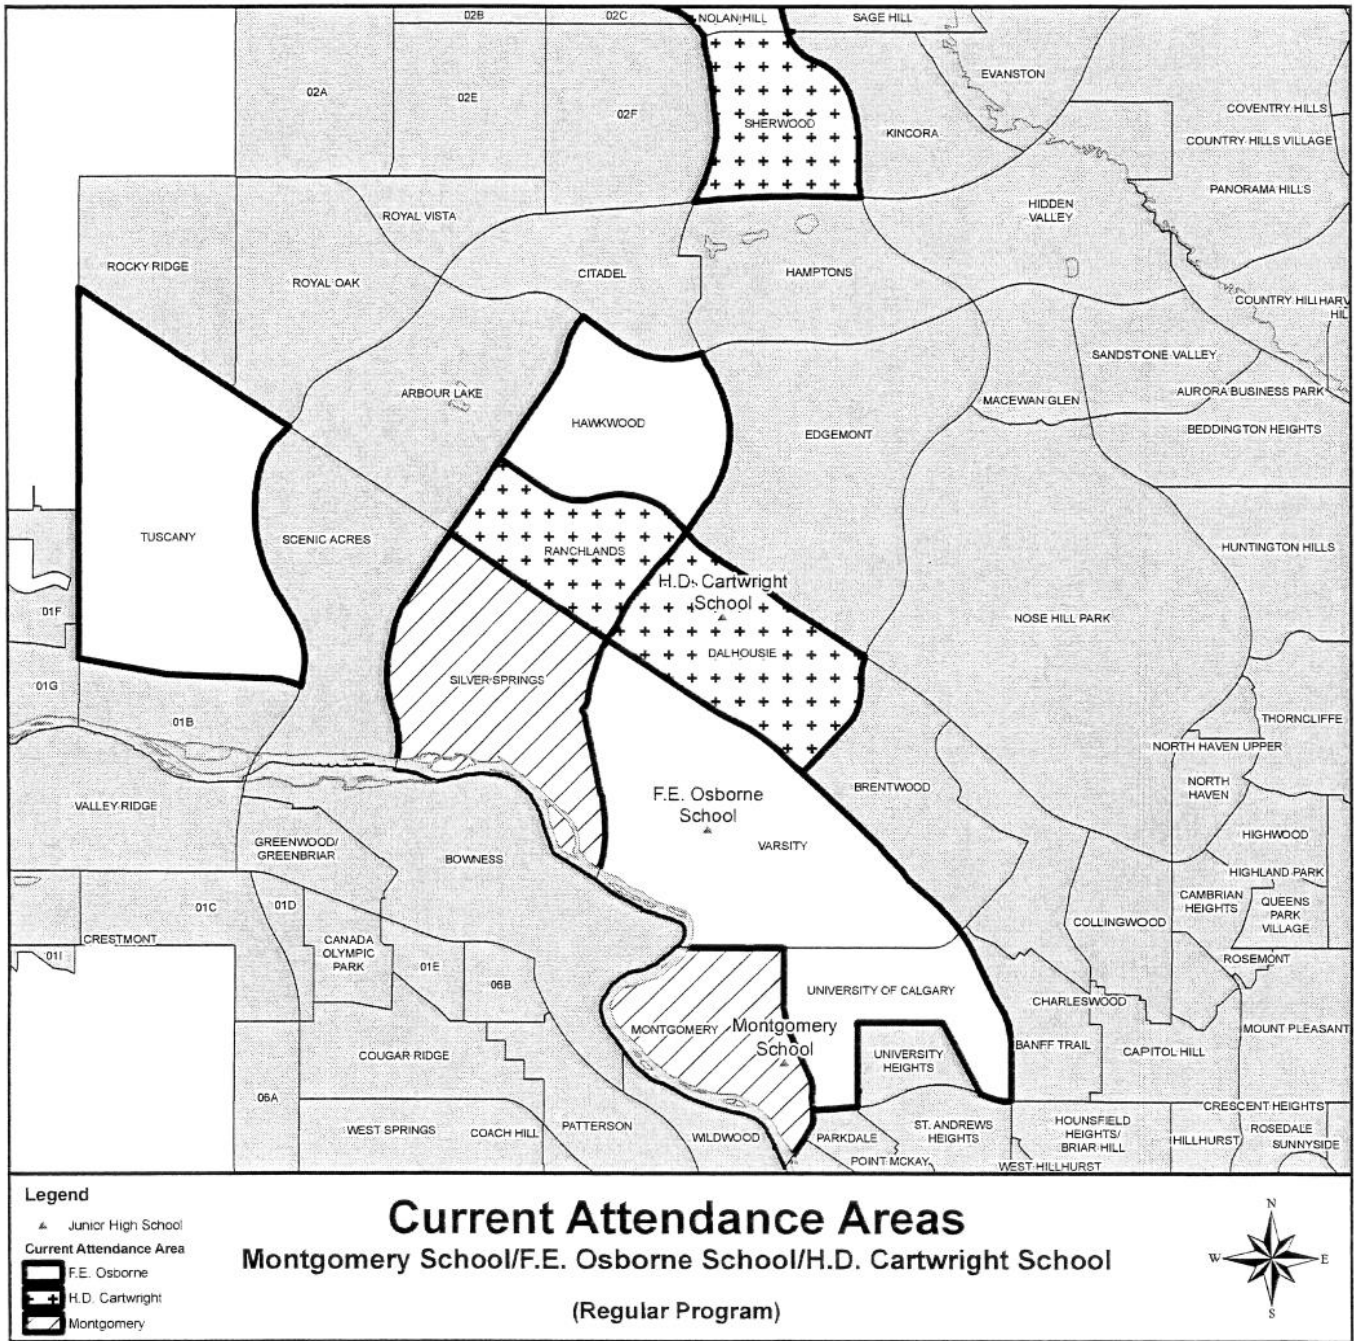 02B
02C
NOLAN HILL
SAGE HILL
EVANSTON
02A
02E
02F
COVENTRY HILLS
SHERWOOD
KINCORA
COUNTRY HILLS VILLAGE
PANORAMA HILLS
HIDDEN
VALLEY
ROYAL VISTA
ROCKY RIDGE
ROYAL OAK
CITADEL
HAMPTONS
COUNTRY HILL
HARV
HIL
SANDSTONE VALLEY
ARBOUR LAKE
MACEWAN GLEN
AURORA BUSINESS PARK
HAWKWOOD
EDGEMONT
BEDDINGTON HEIGHTS
TUSCANY
SCENIC ACRES
RANCHLANDS
HUNTINGTON HILLS
H.D. Cartwright
School
01F
NOSE HILL PARK
DALHOUSIE
SILVER SPRINGS
01G
01B
THORNCLIFFE
NORTH HAVEN UPPER
VALLEY RIDGE
F.E. Osborne
School
BRENTWOOD
NORTH
HAVEN
GREENWOOD/
GREENBRIAR
BOWNESS
VARSITY
HIGHWOOD
HIGHLAND PARK
01C
01D
CAMBRIAN
HEIGHTS
QUEENS
PARK
VILLAGE
COLLINGWOOD
CRESTMONT
CANADA
OLYMPIC
PARK
01I
01E
06B
ROSEMONT
UNIVERSITY OF CALGARY
CHARLESWOOD
MONTGOMERY
Montgomery
School
MOUNT PLEASANT
COUGAR RIDGE
UNIVERSITY
HEIGHTS
BANFF TRAIL
CAPITOL HILL
06A
CRESCENT HEIGHTS
WEST SPRINGS
COACH HILL
PATTERSON
WILDWOOD
PARKDALE
ST. ANDREWS
HEIGHTS
HOUNSFIELD
HEIGHTS/
BRIAR HILL
HILLHURST
ROSEDALE
SUNNYSIDE
POINT MCKAY
WEST HILLHURST
Legend
Junior High School
Current Attendance Area
F.E. Osborne
H.D. Cartwright
Montgomery
Current Attendance Areas
Montgomery School/F.E. Osborne School/H.D. Cartwright School
(Regular Program)
N
W
E
S